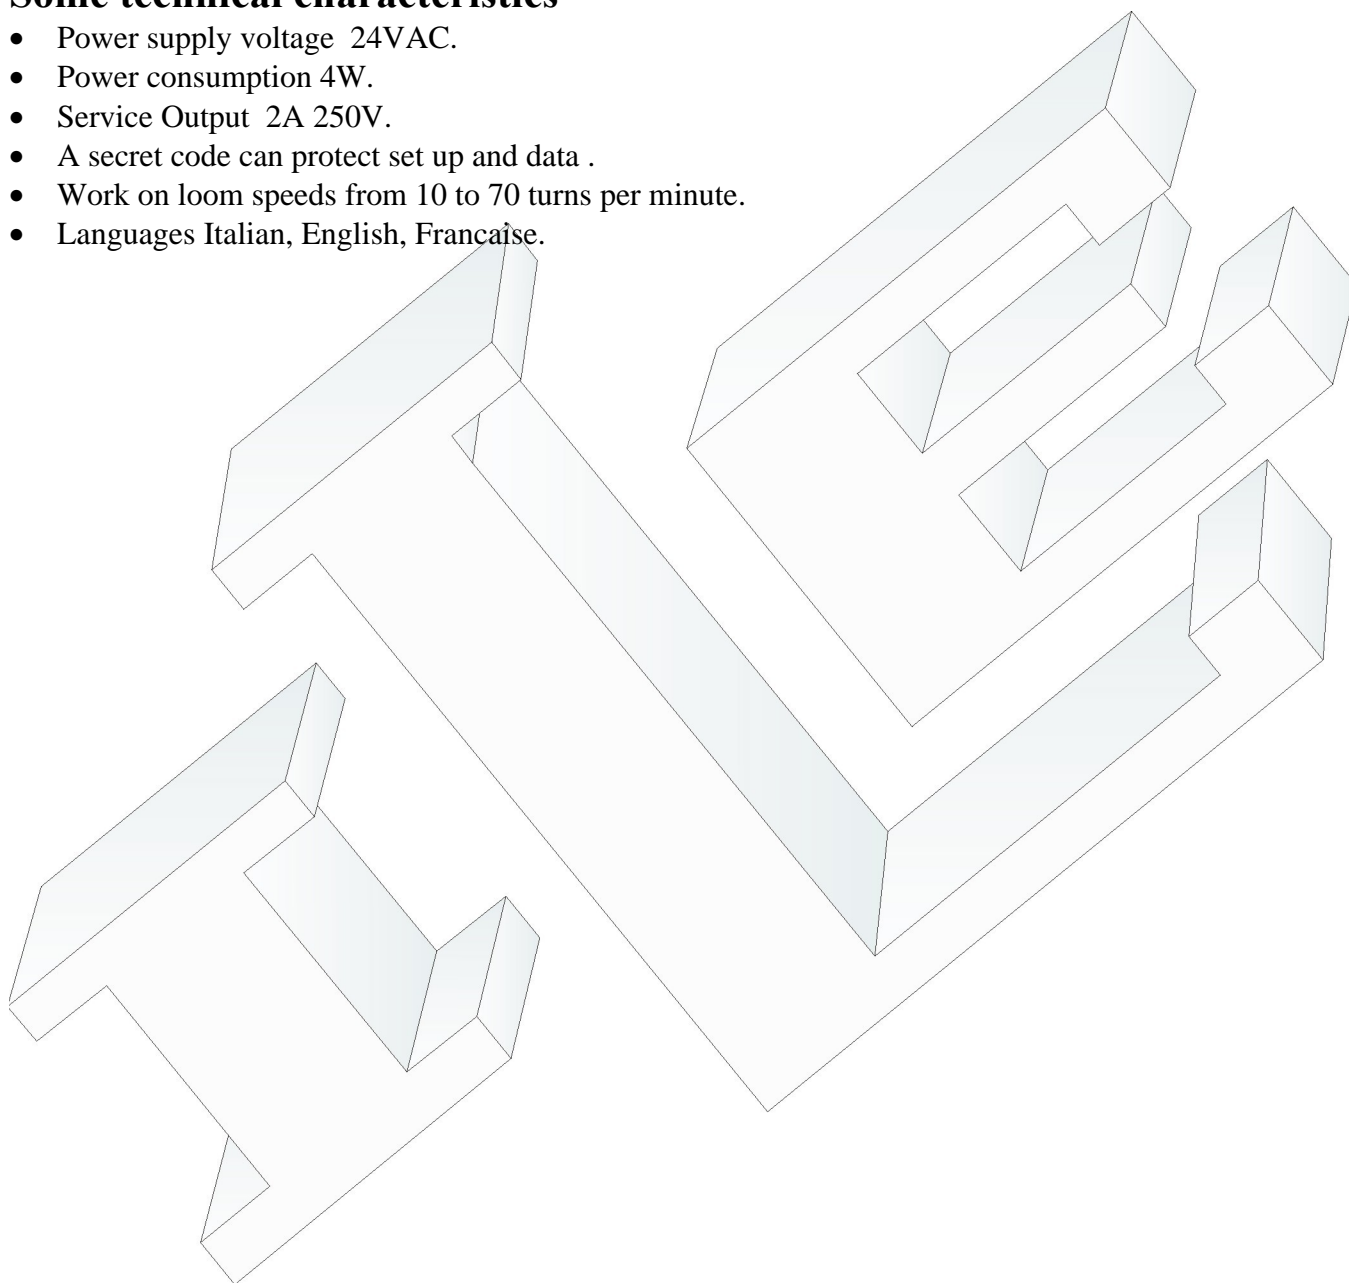 Some technical characteristics
• Power supply voltage  24VAC.
• Power consumption 4W.
• Service Output  2A 250V.
• A secret code can protect set up and data .
• Work on loom speeds from 10 to 70 turns per minute.
• Languages Italian, English, Francaise.
ILE